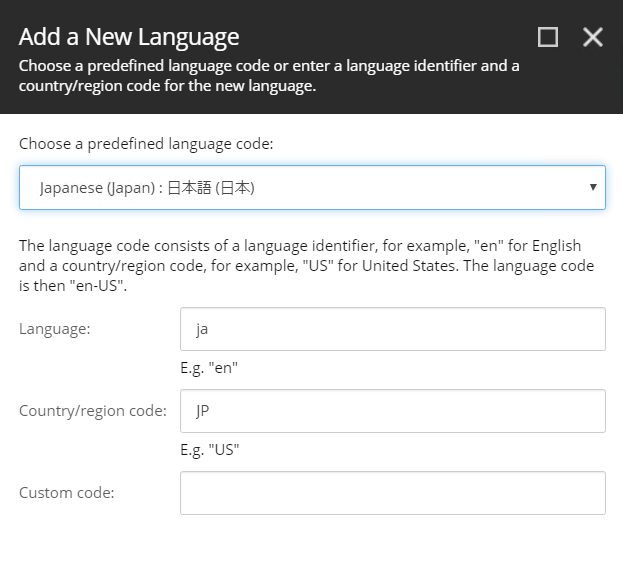 Add a New Language
Choose a predefined language code or enter a language identifier and a
country/region code for the new language.
Choose a predefined language code:
Japanese (Japan) : 日本語 (日本)
The language code consists of a language identifier, for example, "en" for English
and a country/region code, for example, "US" for United States. The language code
is then "en-US".
Language:
ja
E.g. "en"
Country/region code:
JP
E.g. "US"
Custom code: